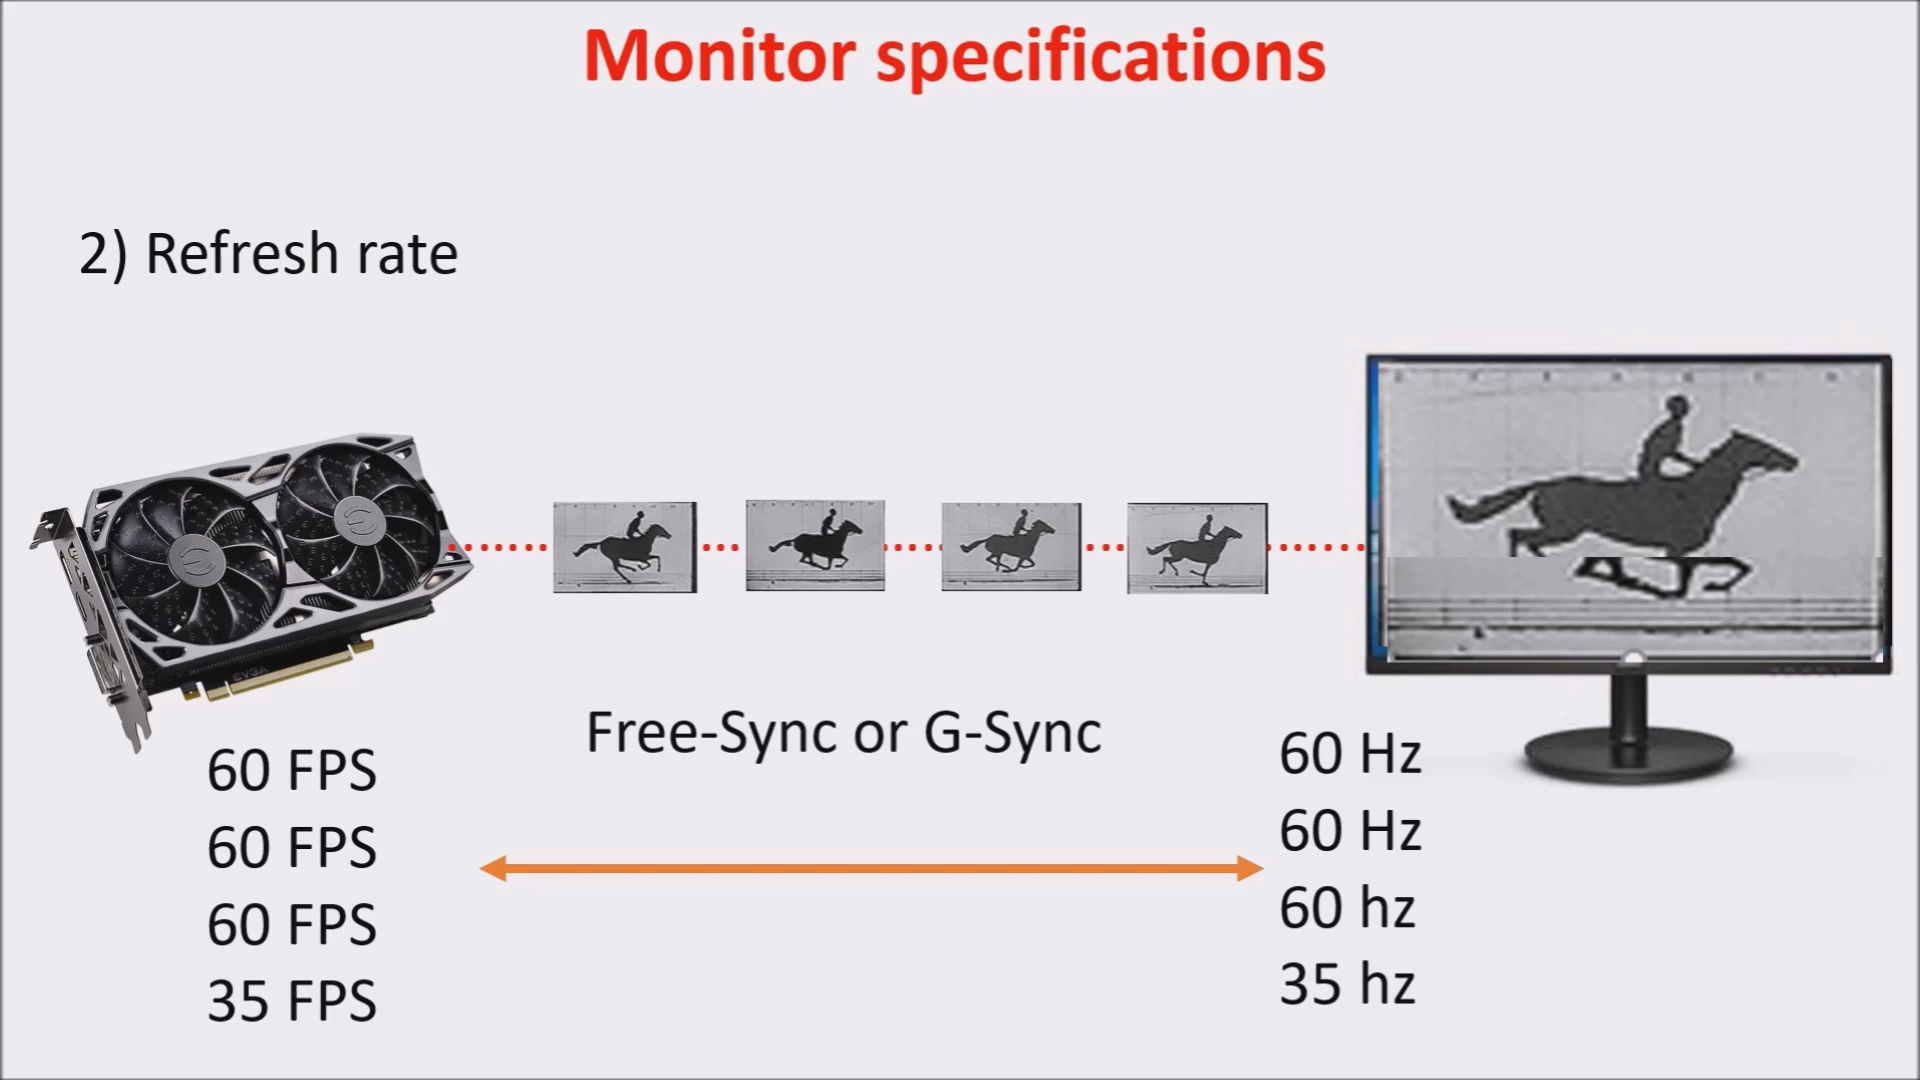 Monitor specifications
2) Refresh rate
EVGA
Free-Sync or G-Sync
60 FPS
60 FPS
60 FPS
35 FPS
60 Hz
60 Hz
60 hz
35 hz